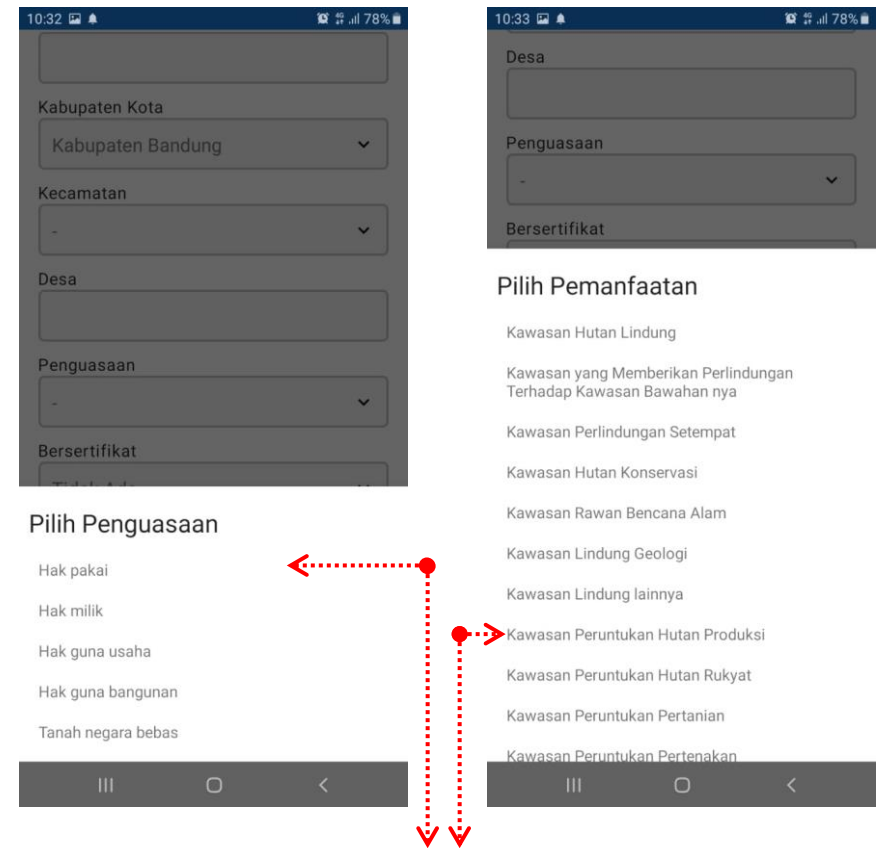 10:32
78%
Kabupaten Kota
Kabupaten Bandung
Kecamatan
-
Desa
Penguasaan
-
Bersertifikat
Tidak Ada
Pilih Penguasaan
Hak pakai
Hak milik
Hak guna usaha
Hak guna bangunan
Tanah negara bebas
10:33
78%
Desa
Penguasaan
-
Bersertifikat
Pilih Pemanfaatan
Kawasan Hutan Lindung
Kawasan yang Memberikan Perlindungan
Terhadap Kawasan Bawahan nya
Kawasan Perlindungan Setempat
Kawasan Hutan Konservasi
Kawasan Rawan Bencana Alam
Kawasan Lindung Geologi
Kawasan Lindung lainnya
Kawasan Peruntukan Hutan Produksi
Kawasan Peruntukan Hutan Rukyat
Kawasan Peruntukan Pertanian
Kawasan Peruntukan Pertenakan